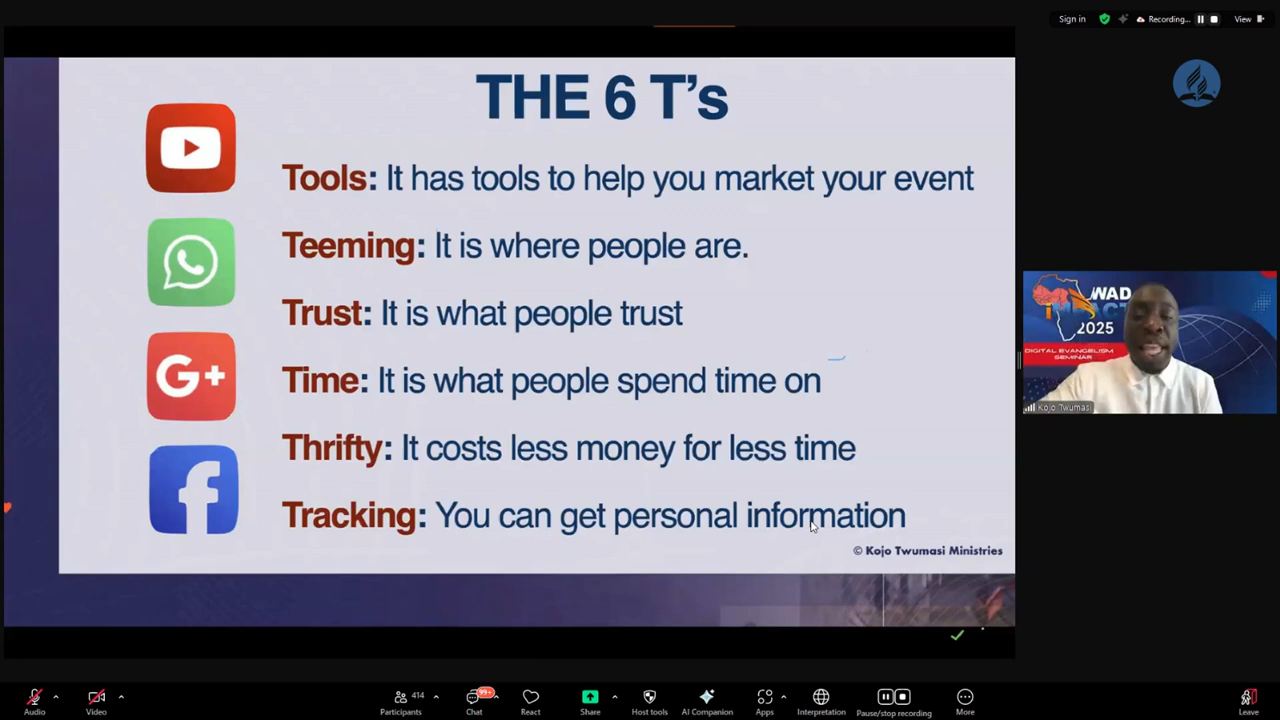 Sign in
Recording...
View
THE 6 T's
Tools: It has tools to help you market your event
Teeming: It is where people are.
Trust: It is what people trust
Time: It is what people spend time on
Thrifty: It costs less money for less time
Tracking: You can get personal information
© Kojo Twumasi Ministries
G+
f
WAD
2025
DIGITAL EVANGELISM
SEMINAR
Kojo Twumasi
Audio
Video
414
Participants
99+
Chat
React
Share
Host tools
AI Companion
Apps
Interpretation
Pause/stop recording
More
Leave